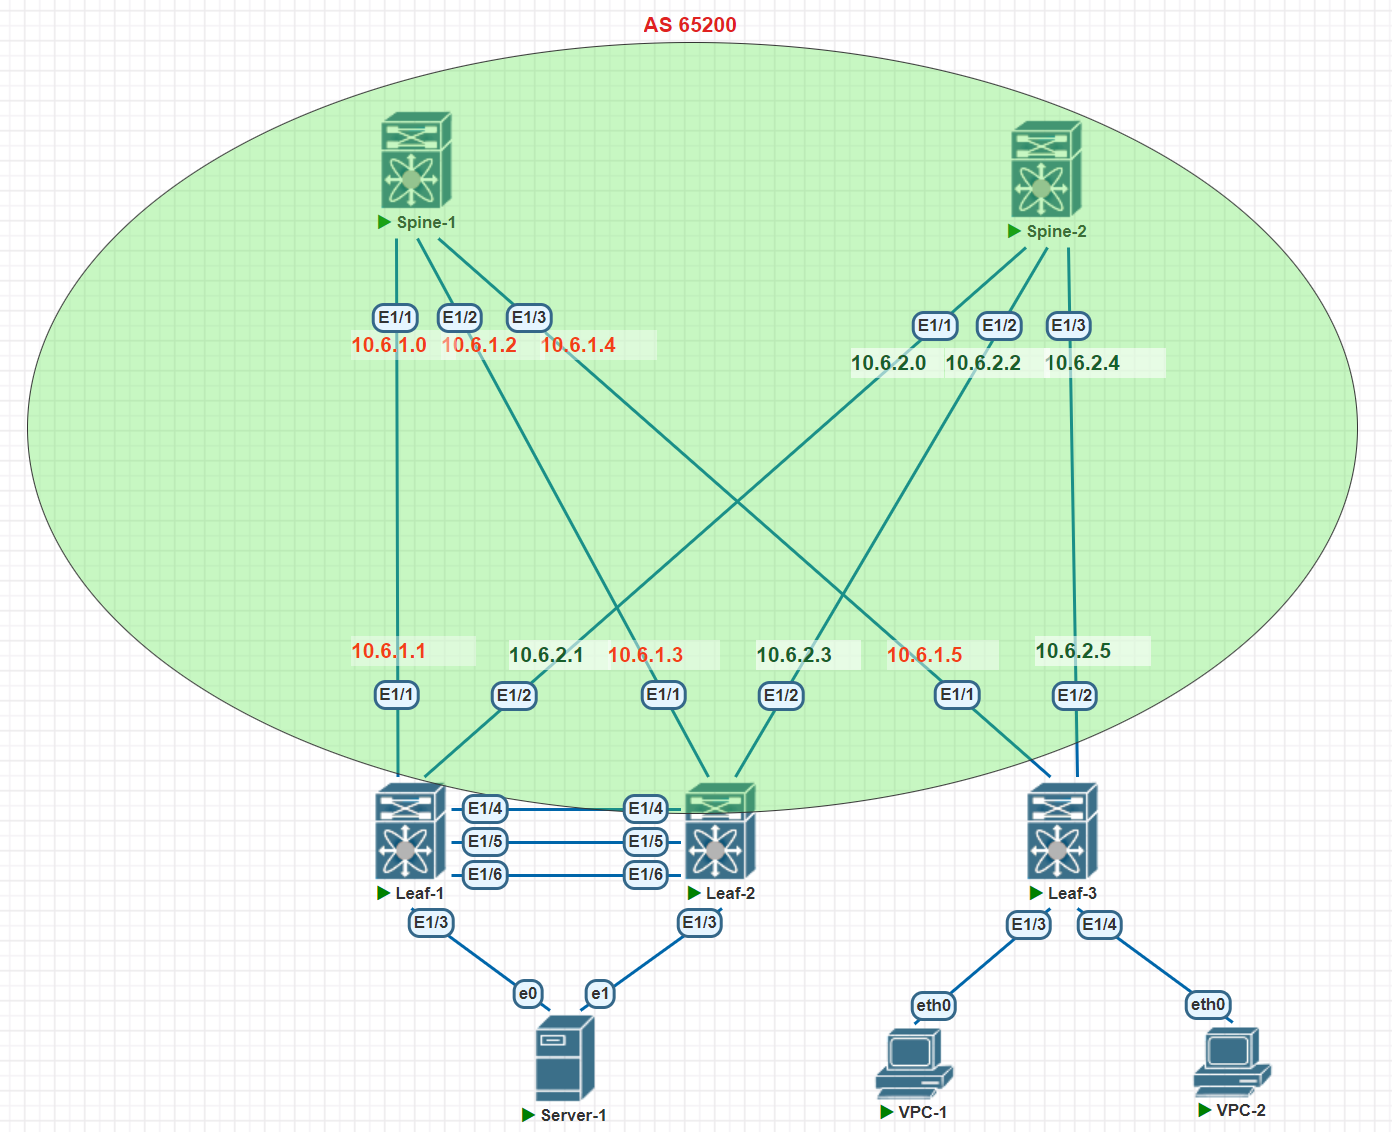 AS 65200
Spine-1
Spine-2
E1/1 E1/2 E1/3
E1/1 E1/2 E1/3
10.6.1.0 10.6.1.2 10.6.1.4
10.6.2.0 10.6.2.2 10.6.2.4
10.6.1.1 10.6.2.1 10.6.1.3 10.6.2.3 10.6.1.5 10.6.2.5
E1/1 E1/2 E1/1 E1/2 E1/1 E1/2
E1/4 E1/4
E1/5 E1/5
E1/6 E1/6
Leaf-1 Leaf-2 Leaf-3
E1/3 E1/3 E1/3 E1/4
e0 e1 eth0 eth0
Server-1 VPC-1 VPC-2